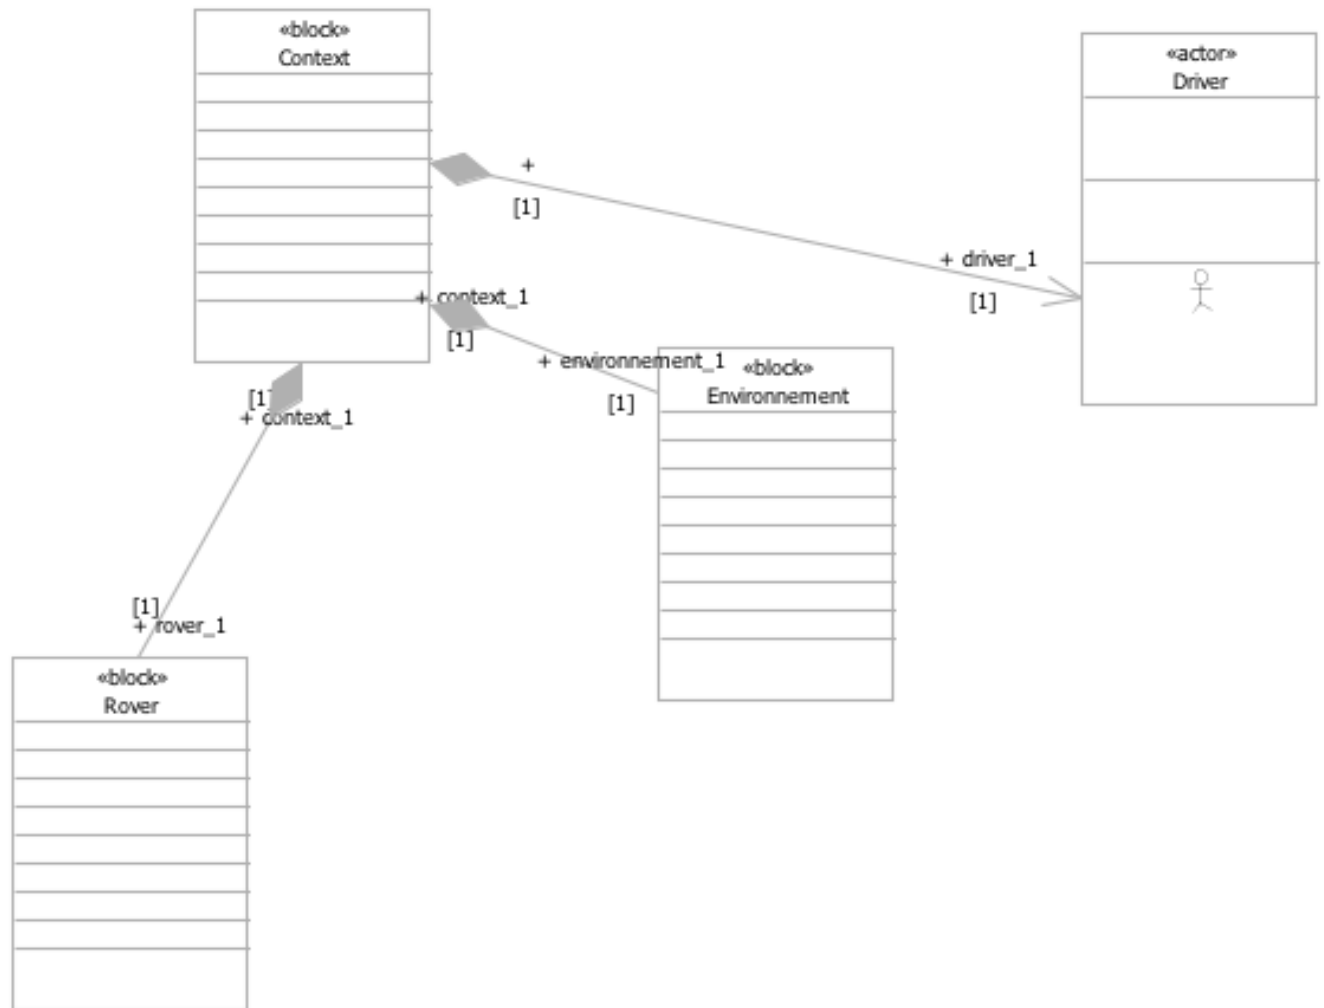 «block»
Context
«actor»
Driver
+
[1]
+ driver_1
[1]
+ context_1
[1]
+ environnement_1
[1]
«block»
Environnement
[1]
+ context_1
[1]
+ rover_1
«block»
Rover